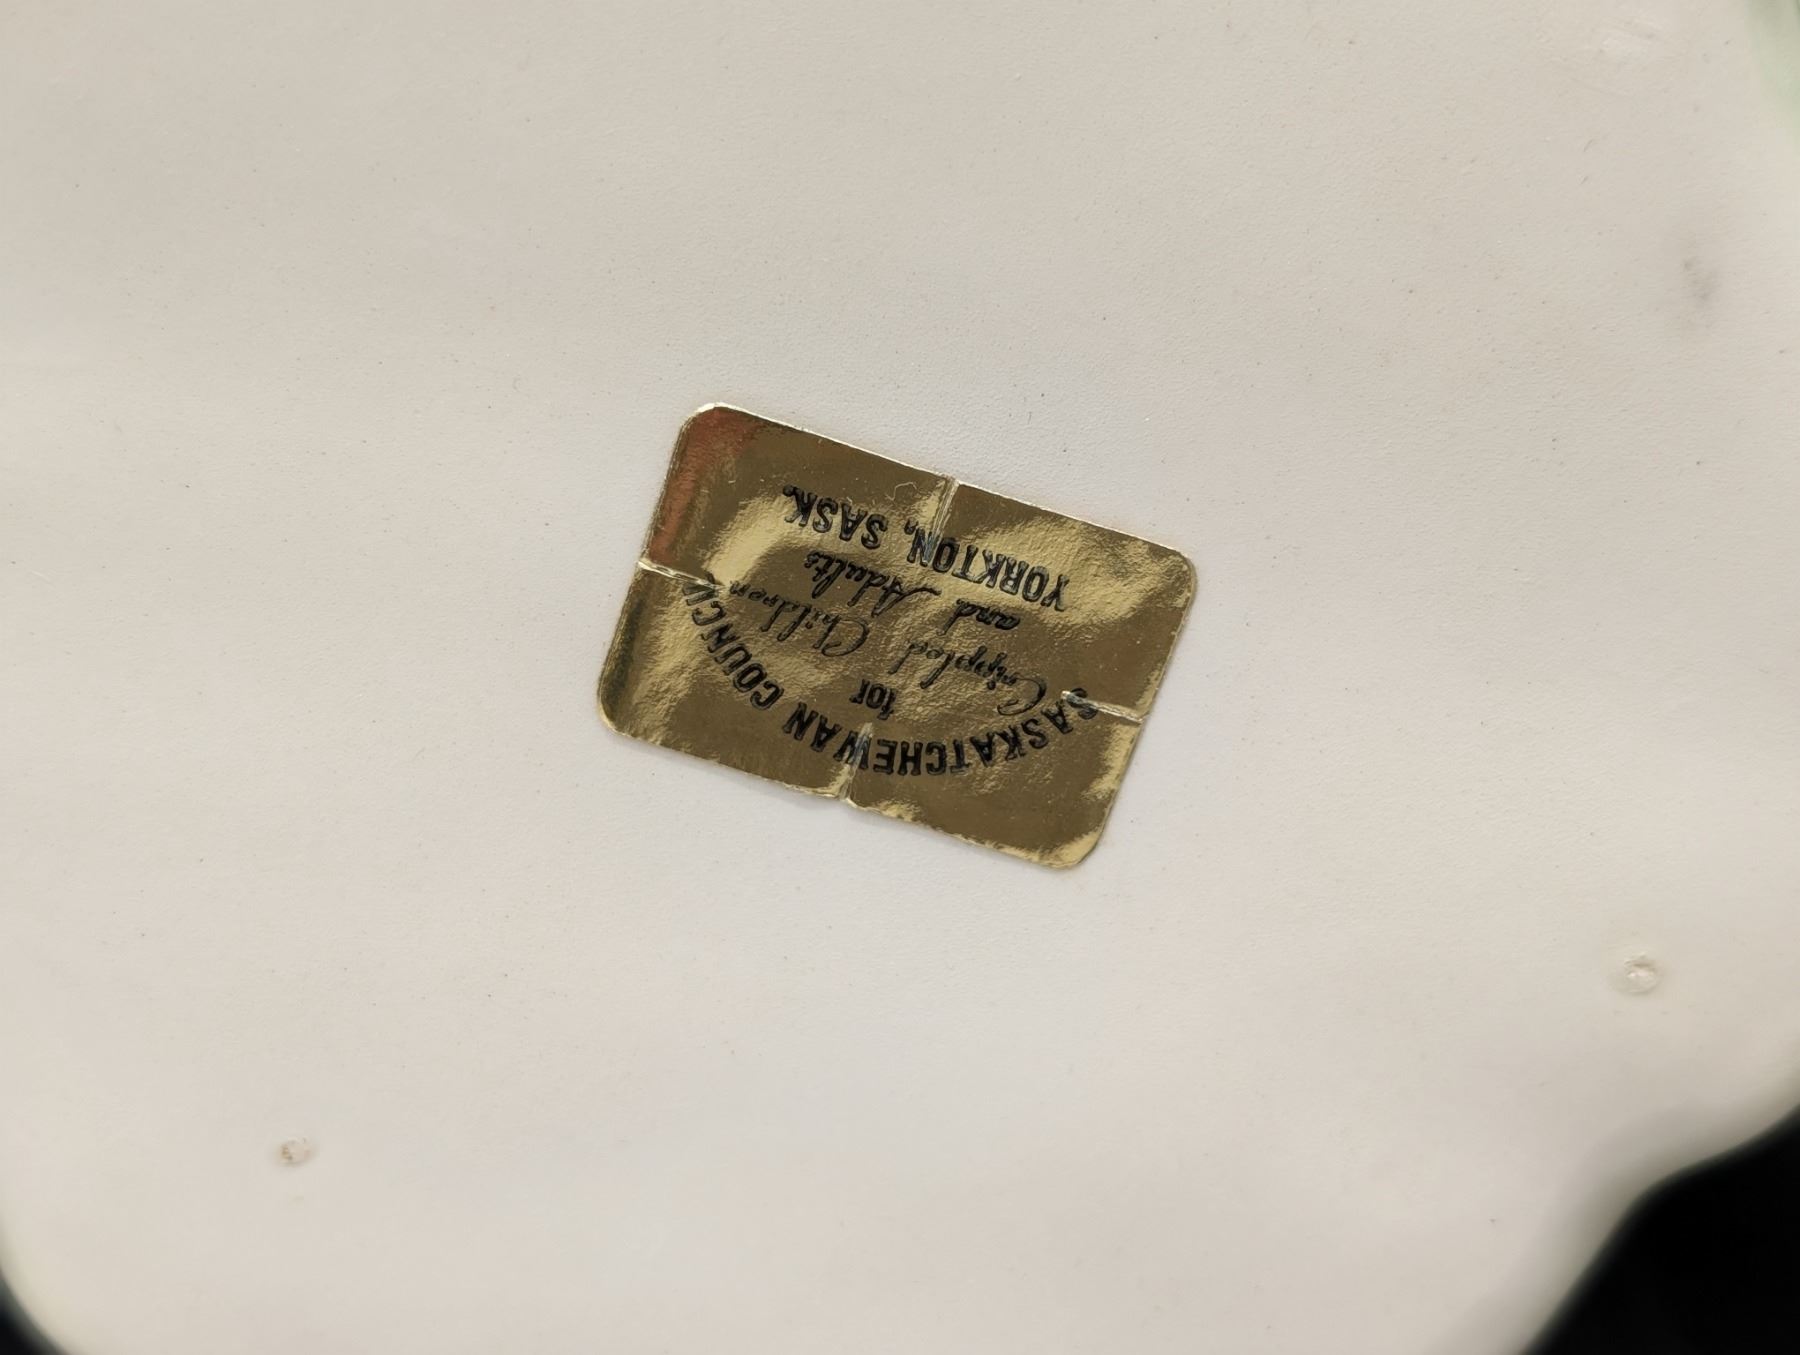 SASKATCHEWAN COUNCIL
for
Crippled Children
and Adults
YORKTON, SASK.